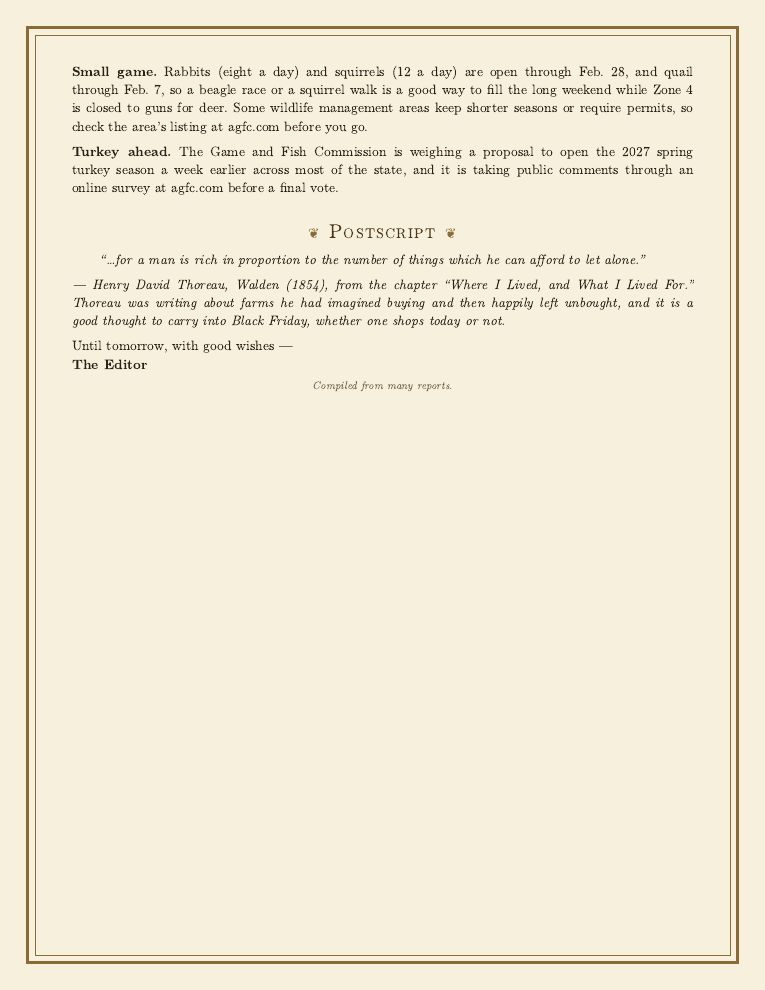 Small game. Rabbits (eight a day) and squirrels (12 a day) are open through Feb. 28, and quail
through Feb. 7, so a beagle race or a squirrel walk is a good way to fill the long weekend while Zone 4
is closed to guns for deer. Some wildlife management areas keep shorter seasons or require permits, so
check the area's listing at agfc.com before you go.
Turkey ahead. The Game and Fish Commission is weighing a proposal to open the 2027 spring
turkey season a week earlier across most of the state, and it is taking public comments through an
online survey at agfc.com before a final vote.
❦ Postscript ❦
“…for a man is rich in proportion to the number of things which he can afford to let alone.”
— Henry David Thoreau, Walden (1854), from the chapter “Where I Lived, and What I Lived For.”
Thoreau was writing about farms he had imagined buying and then happily left unbought, and it is a
good thought to carry into Black Friday, whether one shops today or not.
Until tomorrow, with good wishes —
The Editor
Compiled from many reports.